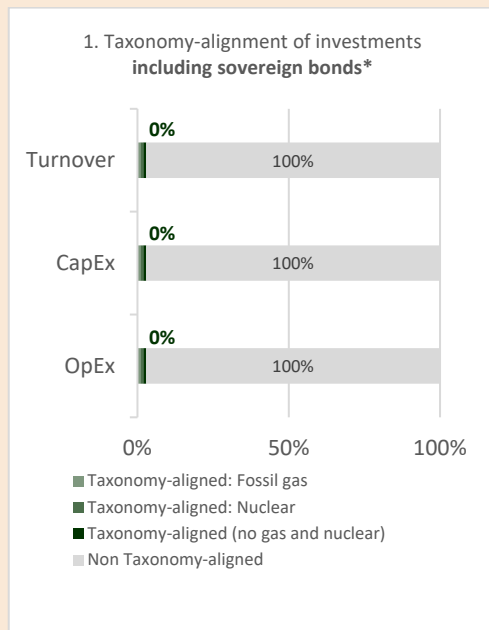 1. Taxonomy-alignment of investments
including sovereign bonds*
0%
Turnover
100%
0%
CapEx
100%
0%
OpEx
100%
0%
50%
100%
Taxonomy-aligned: Fossil gas
Taxonomy-aligned: Nuclear
Taxonomy-aligned (no gas and nuclear)
Non Taxonomy-aligned